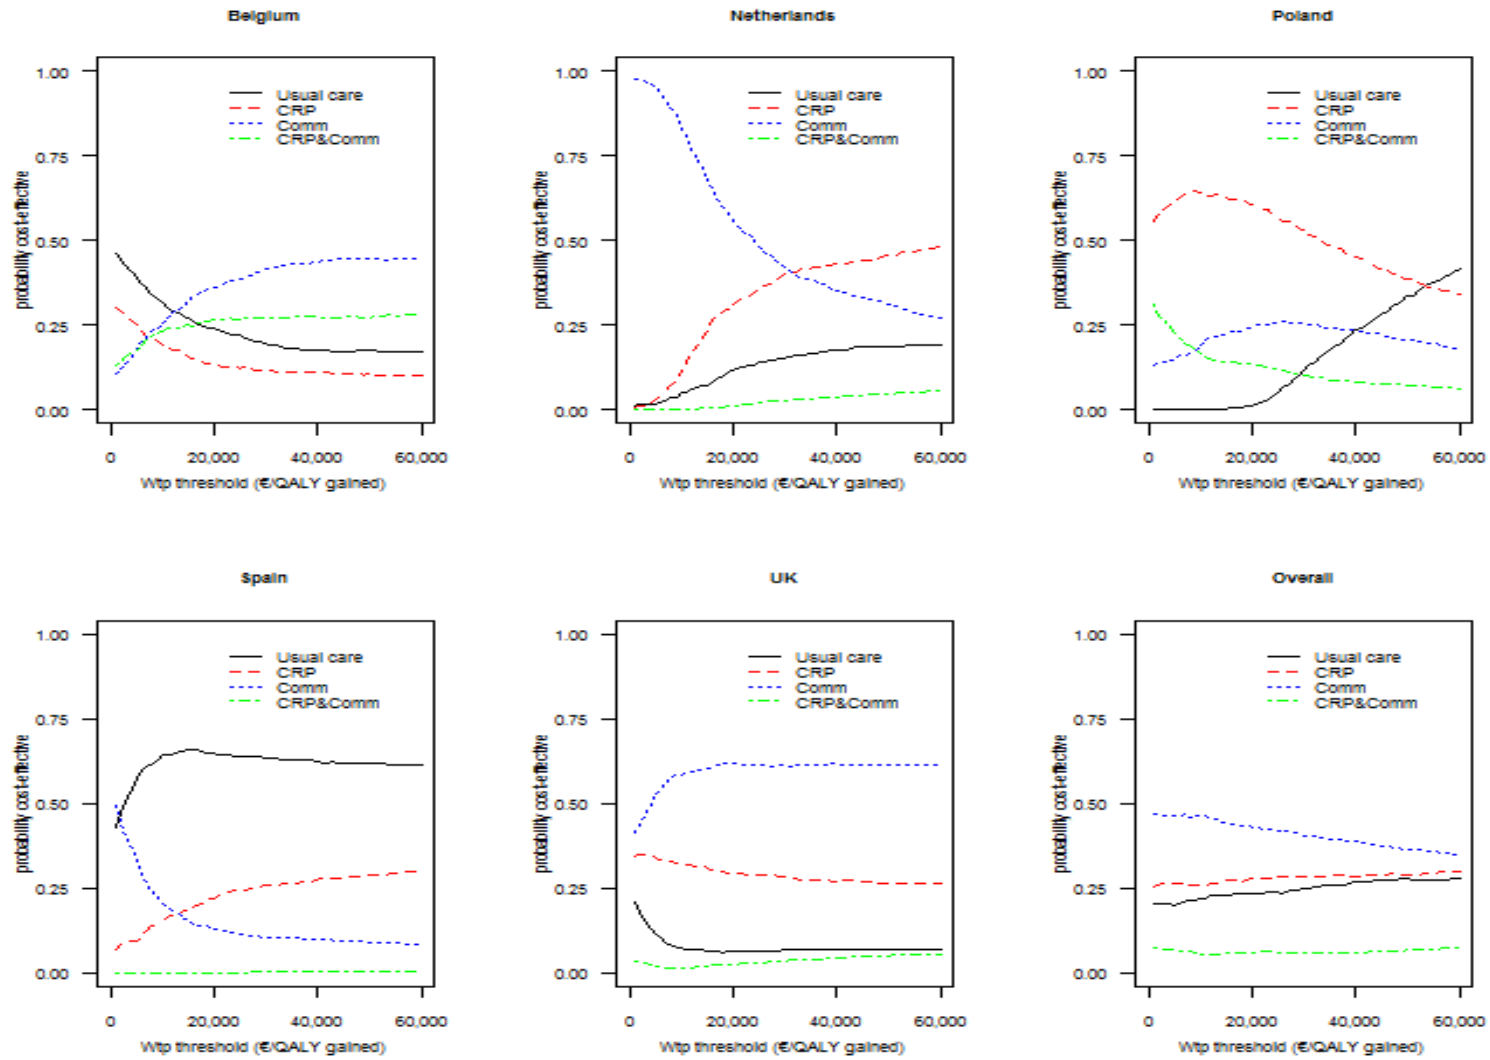 Belgium
1.00
0.75
0.50
0.25
0.00
probability cost-effective
Usual care
CRP
Comm
CRP&Comm
0 20,000 40,000 60,000
Wtp threshold (€/QALY gained)
Netherlands
1.00
0.75
0.50
0.25
0.00
probability cost-effective
Usual care
CRP
Comm
CRP&Comm
0 20,000 40,000 60,000
Wtp threshold (€/QALY gained)
Poland
1.00
0.75
0.50
0.25
0.00
probability cost-effective
Usual care
CRP
Comm
CRP&Comm
0 20,000 40,000 60,000
Wtp threshold (€/QALY gained)
Spain
1.00
0.75
0.50
0.25
0.00
probability cost-effective
Usual care
CRP
Comm
CRP&Comm
0 20,000 40,000 60,000
Wtp threshold (€/QALY gained)
UK
1.00
0.75
0.50
0.25
0.00
probability cost-effective
Usual care
CRP
Comm
CRP&Comm
0 20,000 40,000 60,000
Wtp threshold (€/QALY gained)
Overall
1.00
0.75
0.50
0.25
0.00
probability cost-effective
Usual care
CRP
Comm
CRP&Comm
0 20,000 40,000 60,000
Wtp threshold (€/QALY gained)